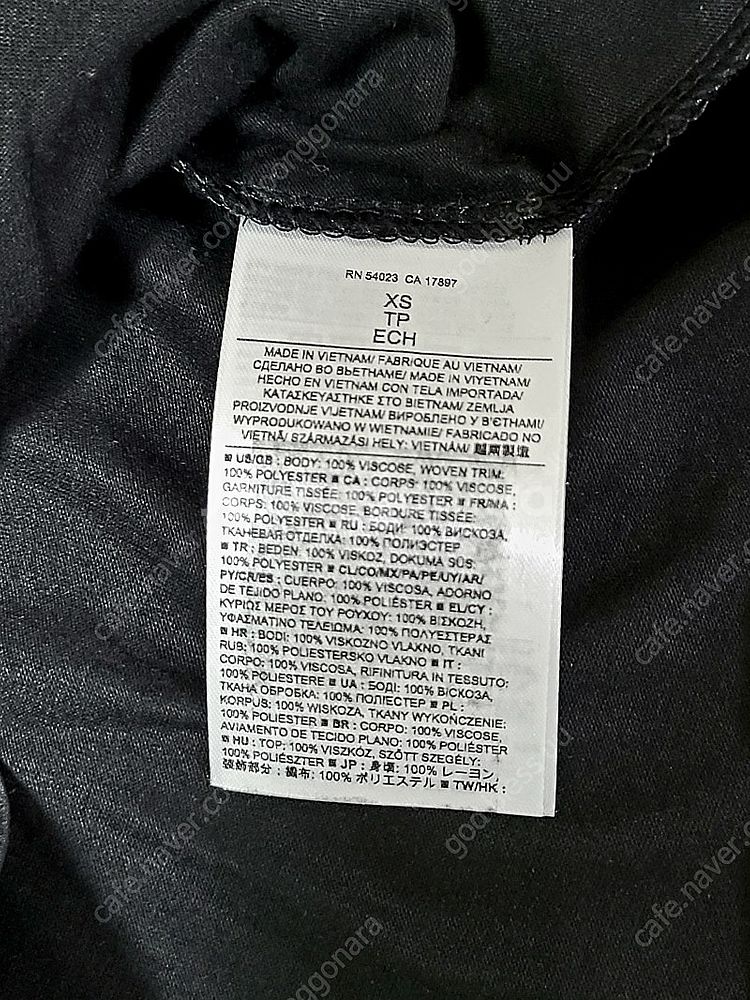 RN 54023 CA 17897
XS
TP
ECH
MADE IN VIETNAM/ FABRIQUE AU VIETNAM/
СДЕЛАНО ВО ВЬЕТНАМЕ/ MADE IN VIYETNAM/
HECHO EN VIETNAM CON TELA IMPORTADA/
ΚΑΤΑΣΚΕΥΑΣΤΗΚΕ ΣΤΟ ΒΙΕΤΝΑΜ/ ZEMLJA
PROIZVODNJE VIJETNAM/ ВИРОБЛЕНО У В'ЄТНАМІ/
WYPRODUKOWANO W WIETNAMIE/ FABRICADO NO
VIETNÃ/ SZÁRMAZÁSI HELY: VIETNÁM/ 越南製造
■ US/GB : BODY: 100% VISCOSE, WOVEN TRIM:
100% POLYESTER ■ CA : CORPS: 100% VISCOSE,
GARNITURE TISSÉE: 100% POLYESTER ■ FR/MA :
CORPS: 100% VISCOSE, BORDURE TISSÉE:
100% POLYESTER ■ RU : БОДИ: 100% ВИСКОЗА,
ТКАНЕВАЯ ОТДЕЛКА: 100% ПОЛИЭСТЕР
■ TR : BEDEN: 100% VISKOZ, DOKUMA SÜS:
100% POLYESTER ■ CL/CO/MX/PA/PE/UY/AR/
PY/CR/ES : CUERPO: 100% VISCOSA, ADORNO
DE TEJIDO PLANO: 100% POLIÉSTER ■ EL/CY :
ΚΥΡΙΩΣ ΜΕΡΟΣ ΤΟΥ ΡΟΥΧΟΥ: 100% ΒΙΣΚΟΖΗ,
ΥΦΑΣΜΑΤΙΝΟ ΤΕΛΕΙΩΜΑ: 100% ΠΟΛΥΕΣΤΕΡΑΣ
■ HR : BODI: 100% VISKOZNO VLAKNO, TKANI
RUB: 100% POLIESTERSKO VLAKNO ■ IT :
CORPO: 100% VISCOSA, RIFINITURA IN TESSUTO:
100% POLIESTERE ■ UA : БОДІ: 100% ВІСКОЗА,
ТКАНА ОБРОБКА: 100% ПОЛІЕСТЕР ■ PL :
KORPUS: 100% WISKOZA, TKANY WYKOŃCZENIE:
100% POLIESTER ■ BR : CORPO: 100% VISCOSE,
AVIAMENTO DE TECIDO PLANO: 100% POLIÉSTER
■ HU : TOP: 100% VISZKÓZ, SZŐTT SZEGÉLY:
100% POLIÉSZTER ■ JP : 身頃: 100% レーヨン,
装飾部分 : 織布: 100% ポリエステル ■ TW/HK :
cafe.naver.com
joonggonara
goodbless.uu